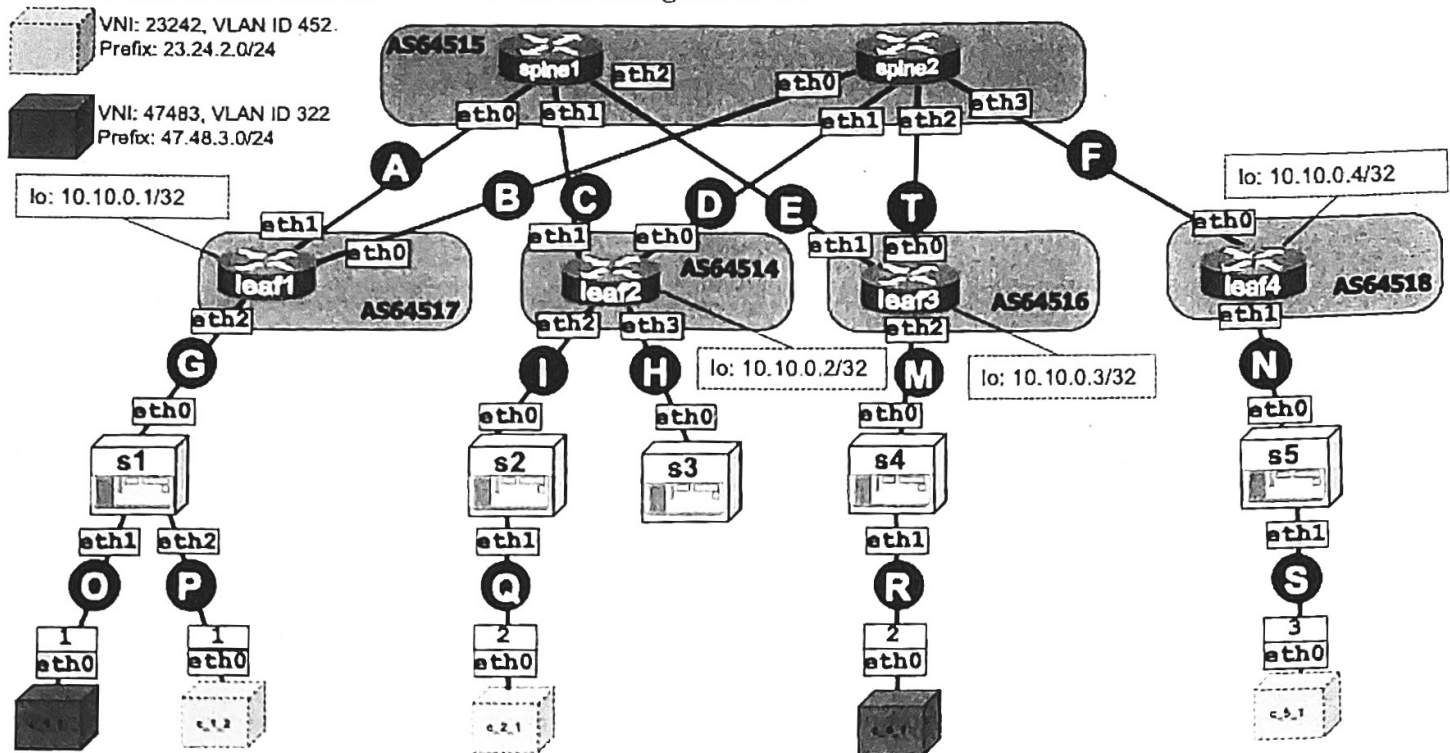 VNI: 23242, VLAN ID 452.
Prefix: 23.24.2.0/24
VNI: 47483, VLAN ID 322
Prefix: 47.48.3.0/24
AS64515
spine1
spine2
eth2
eth0
eth0
eth1
eth1
eth2
eth3
A
B
C
D
E
T
F
lo: 10.10.0.1/32
lo: 10.10.0.4/32
eth1
eth0
eth1
eth0
eth1
eth0
eth0
leaf1
AS64517
leaf2
AS64514
leaf3
AS64516
leaf4
AS64518
eth2
eth2
eth3
eth2
eth1
G
I
H
lo: 10.10.0.2/32
M
lo: 10.10.0.3/32
N
eth0
eth0
eth0
eth0
eth0
s1
s2
s3
s4
s5
eth1
eth2
eth1
eth1
eth1
O
P
Q
R
S
1
1
2
2
3
eth0
eth0
eth0
eth0
eth0
c_1_2
c_2_1
c_5_1